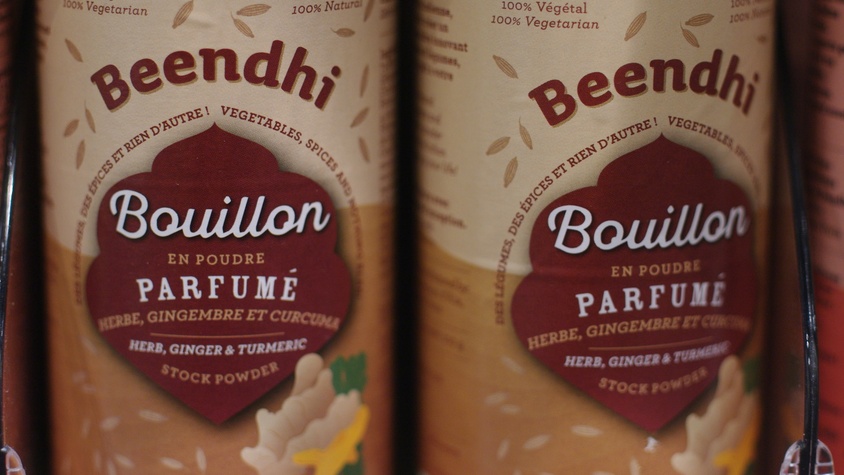 100% Vegetarian
100% Natural
Beendhi
DES LÉGUMES, DES ÉPICES ET RIEN D'AUTRE ! VEGETABLES, SPICES AND
Bouillon
EN POUDRE
PARFUMÉ
HERBE, GINGEMBRE ET CURCUMA
HERB, GINGER & TURMERIC
STOCK POWDER
100% Végétal
100% Vegetarian
Beendhi
DES LÉGUMES, DES ÉPICES ET RIEN D'AUTRE ! VEGETABLES, SPICES
Bouillon
EN POUDRE
PARFUMÉ
HERBE, GINGEMBRE ET CURCUMA
HERB, GINGER & TURMERIC
STOCK POWDER